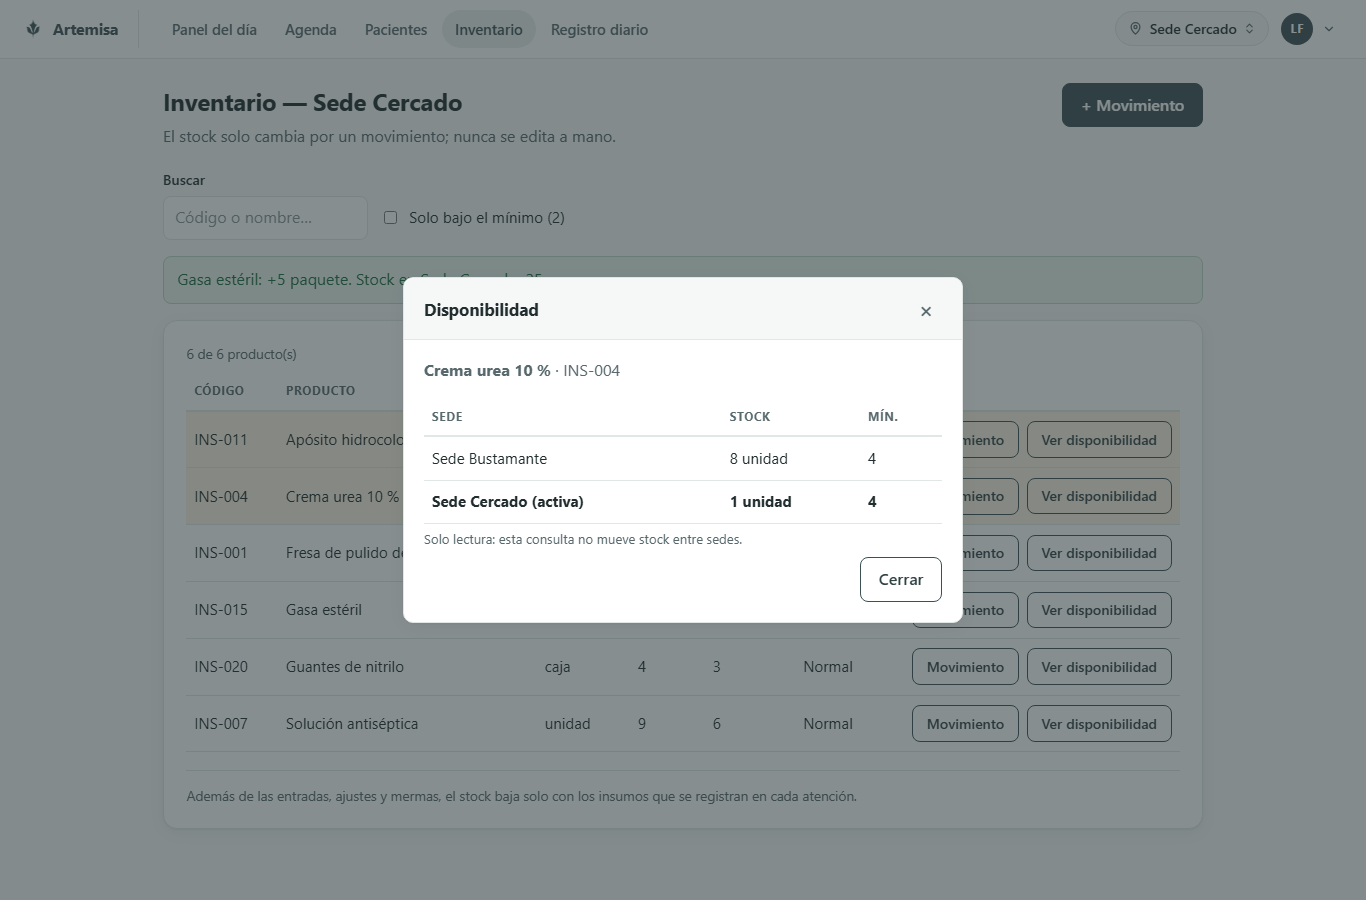 Artemisa
Panel del día
Agenda
Pacientes
Inventario
Registro diario
Sede Cercado
LF
Inventario — Sede Cercado
+ Movimiento
El stock solo cambia por un movimiento; nunca se edita a mano.
Buscar
Código o nombre...
Solo bajo el mínimo (2)
Gasa estéril: +5 paquete. Stock
Disponibilidad
×
Crema urea 10 % · INS-004
SEDE STOCK MÍN.
Sede Bustamante 8 unidad 4
Sede Cercado (activa) 1 unidad 4
Solo lectura: esta consulta no mueve stock entre sedes.
Cerrar
6 de 6 producto(s)
CÓDIGO PRODUCTO
INS-011 Apósito Ver disponibilidad
INS-004 Crema urea 10 % Ver disponibilidad
INS-001 Fresa de pulido Ver disponibilidad
INS-015 Gasa estéril Ver disponibilidad
INS-020 Guantes de nitrilo caja 4 3 Normal Movimiento Ver disponibilidad
INS-007 Solución antiséptica unidad 9 6 Normal Movimiento Ver disponibilidad
Además de las entradas, ajustes y mermas, el stock baja solo con los insumos que se registran en cada atención.